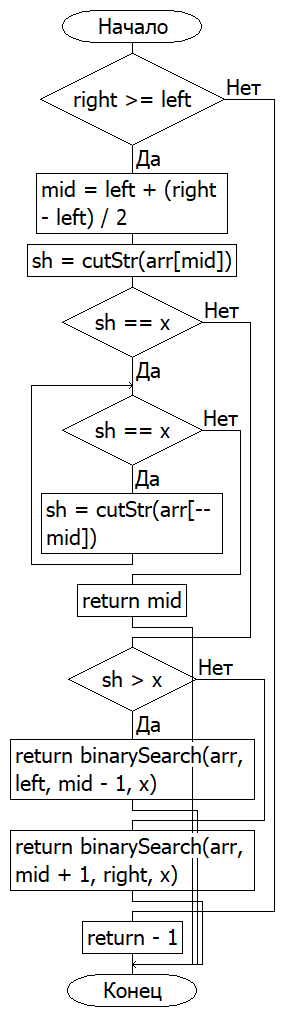 Начало
right >= left
Нет
Да
mid = left + (right
- left) / 2
sh = cutStr(arr[mid])
sh == x
Нет
Да
sh == x
Нет
Да
sh = cutStr(arr[--
mid])
return mid
sh > x
Нет
Да
return binarySearch(arr,
left, mid - 1, x)
return binarySearch(arr,
mid + 1, right, x)
return - 1
Конец